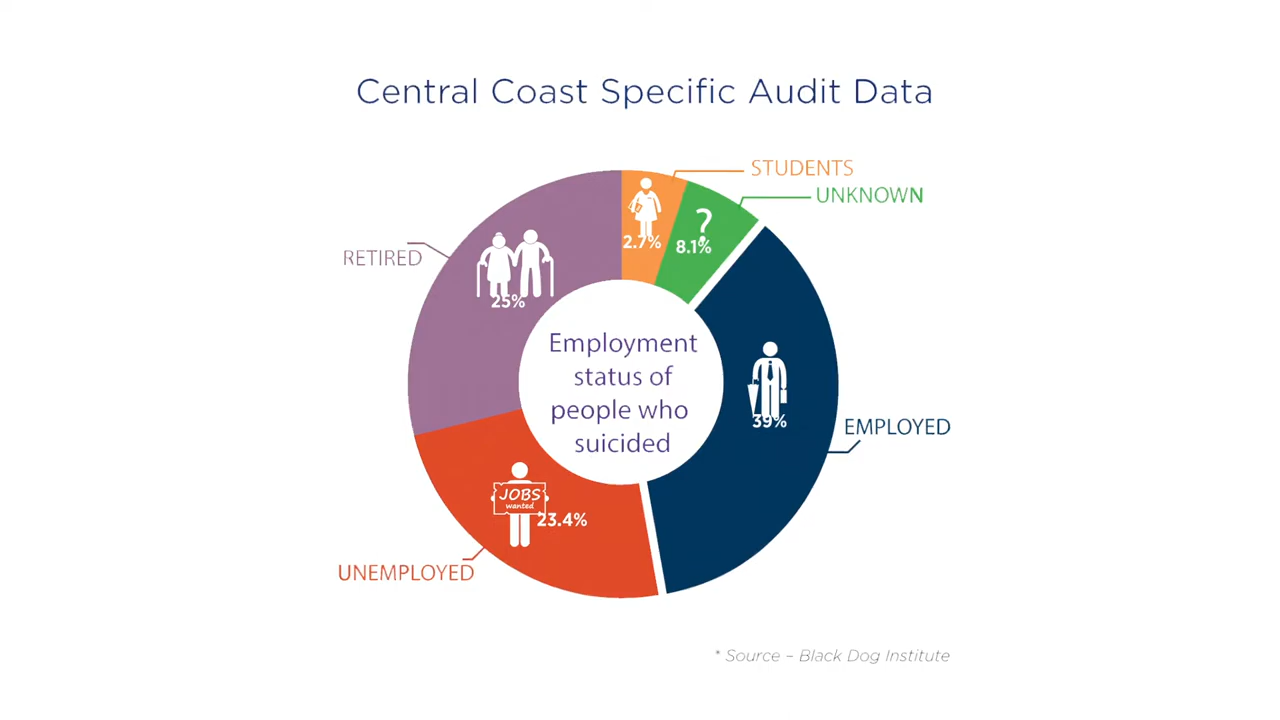 Central Coast Specific Audit Data
STUDENTS
UNKNOWN
2.7%
8.1%
RETIRED
25%
Employment
status of
people who
suicided
39%
EMPLOYED
JOBS
wanted
23.4%
UNEMPLOYED
* Source – Black Dog Institute